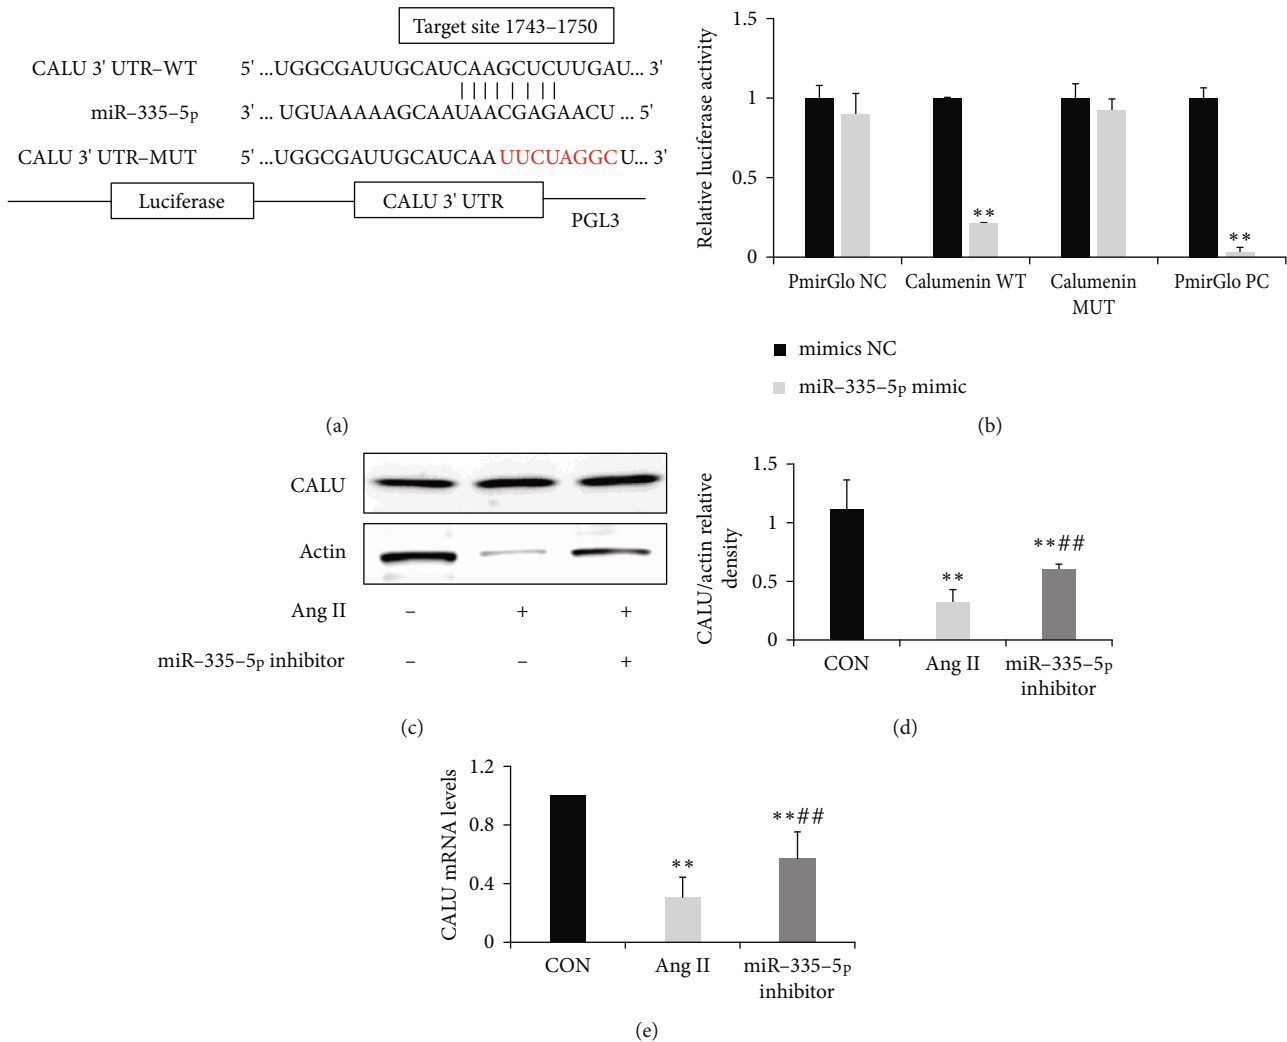 Target site 1743–1750
CALU 3' UTR–WT 5' ...UGGCGAUUGCAUCAAGCUCUUGAU... 3'
miR–335–5p 3' ... UGUAAAAAGCAAUAACGAGAACU ... 5'
CALU 3' UTR–MUT 5' ...UGGCGAUUGCAUCAA UUCUAGGCU... 3'
Luciferase CALU 3' UTR
PGL3
(a)
Relative luciferase activity
1.5
1
0.5
0
** **
PmirGlo NC Calumenin WT Calumenin MUT PmirGlo PC
mimics NC
miR–335–5p mimic
(b)
CALU
Actin
Ang II – + +
miR–335–5p inhibitor – – +
(c)
CALU/actin relative
density
1.5
1
0.5
0
** **##
CON Ang II miR–335–5p
inhibitor
(d)
CALU mRNA levels
1.2
0.8
0.4
0
** **##
CON Ang II miR–335–5p
inhibitor
(e)